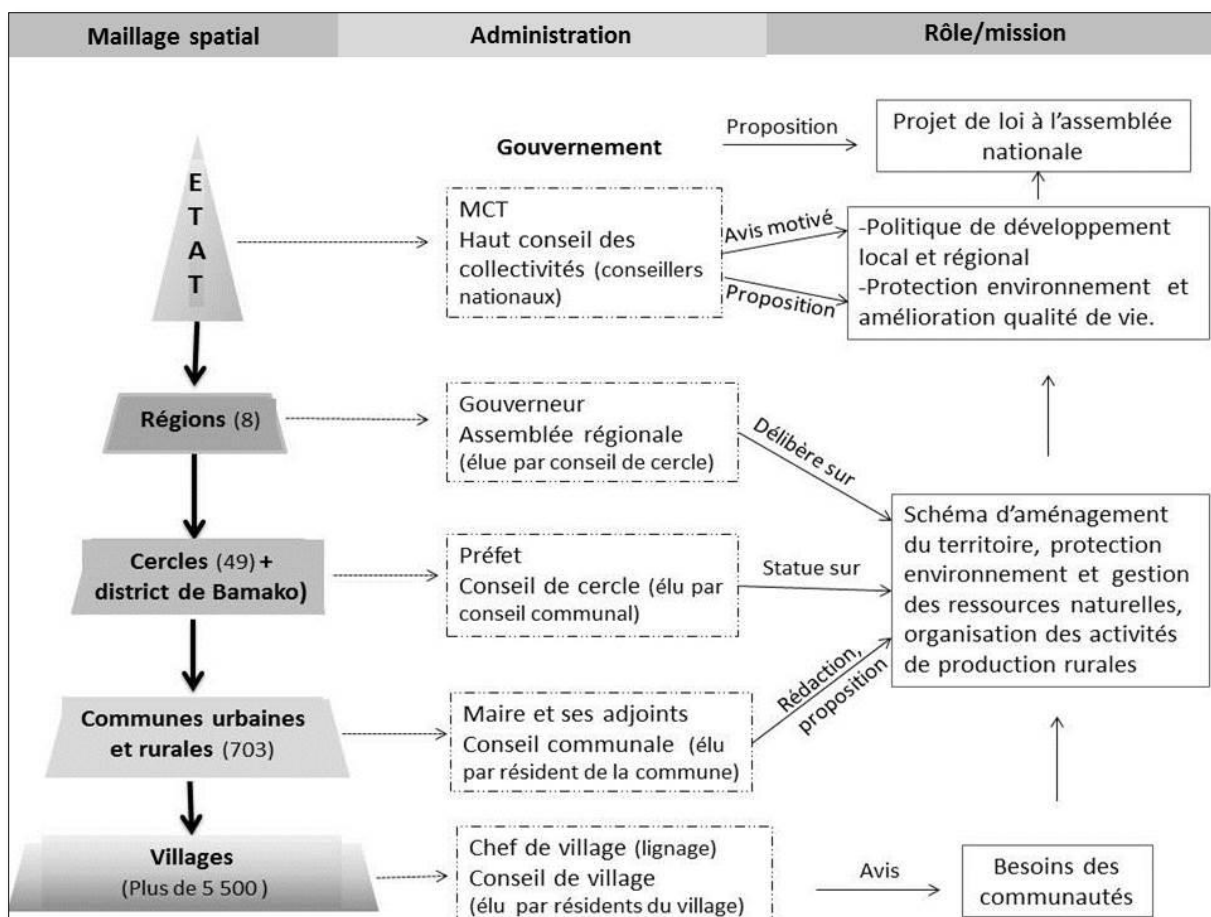 Maillage spatial
Administration
Rôle/mission
ETAT
Gouvernement
Proposition
Projet de loi à l'assemblée
nationale
MCT
Haut conseil des
collectivités (conseillers
nationaux)
Avis motivé
Proposition
-Politique de développement
local et régional
-Protection environnement et
amélioration qualité de vie.
Régions (8)
Gouverneur
Assemblée régionale
(élue par conseil de cercle)
Délibère sur
Cercles (49) +
district de Bamako)
Préfet
Conseil de cercle (élu par
conseil communal)
Statue sur
Schéma d'aménagement
du territoire, protection
environnement et gestion
des ressources naturelles,
organisation des activités
de production rurales
Communes urbaines
et rurales (703)
Maire et ses adjoints
Conseil communale (élu
par résident de la commune)
Rédaction,
proposition
Villages
(Plus de 5 500 )
Chef de village (lignage)
Conseil de village
(élu par résidents du village)
Avis
Besoins des
communautés